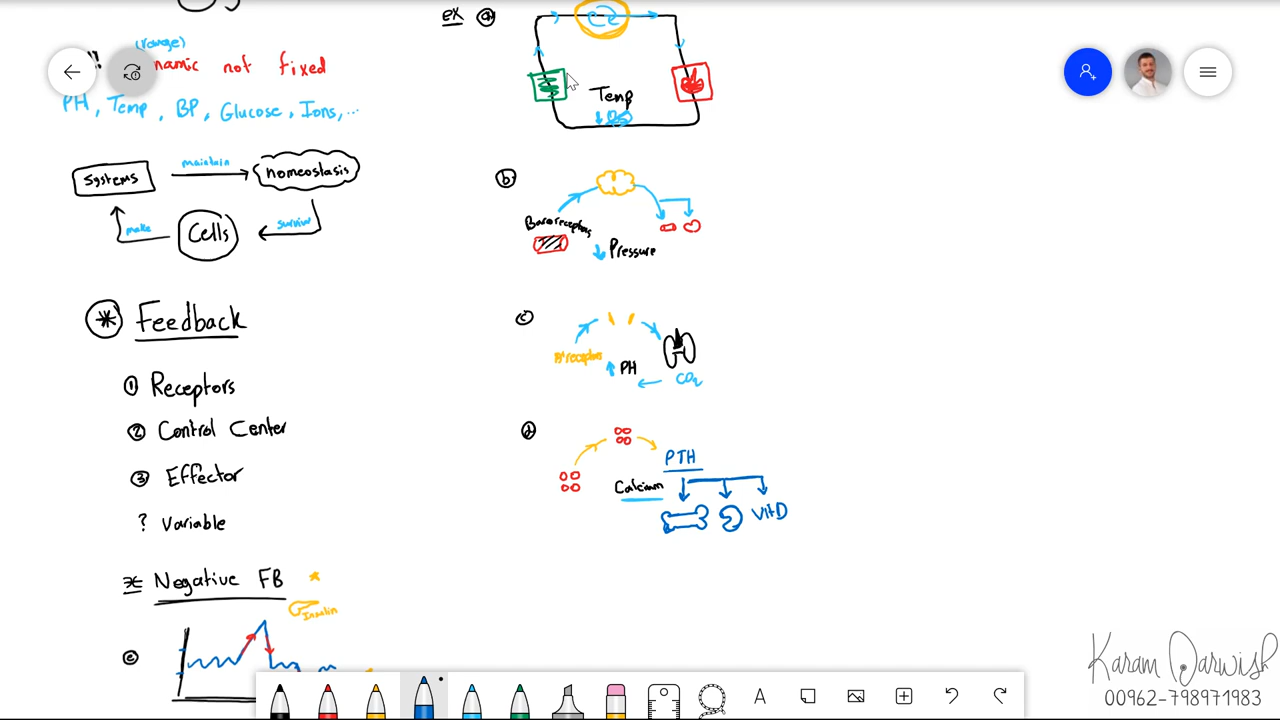 (range)
namic not fixed
PH, Temp, BP, Glucose, Ions, ...
Systems
maintain
homeostasis
make
Cells
survive
* Feedback
① Receptors
② Control Center
③ Effector
? Variable
Negative FB
Insulin
e
ex a
Temp
b
Baroreceptors
Pressure
c
PH
CO2
d
PTH
Calcium
Vit D
A
Karam Darwish
00962-798971983